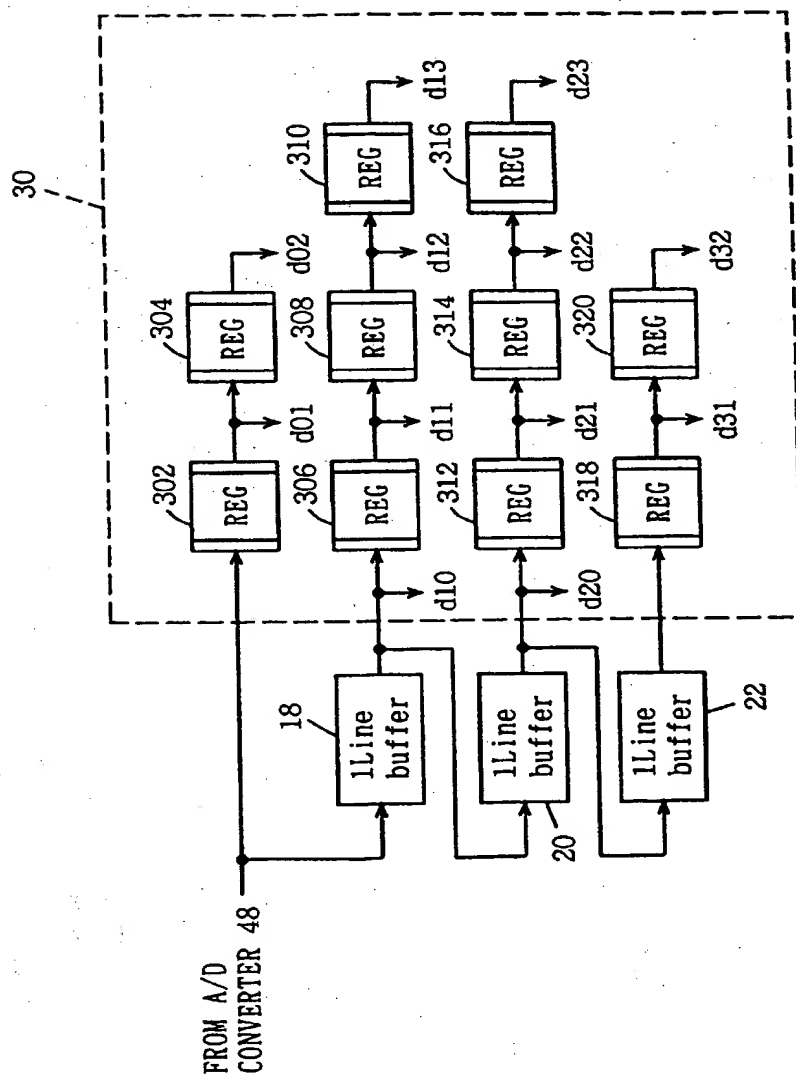 30
302
REG
304
REG
d01
d02
306
REG
308
REG
310
REG
d10
d11
d12
d13
312
REG
314
REG
316
REG
d20
d21
d22
d23
318
REG
320
REG
d31
d32
18
1Line
buffer
1Line
buffer
20
1Line
buffer
22
FROM A/D
CONVERTER 48